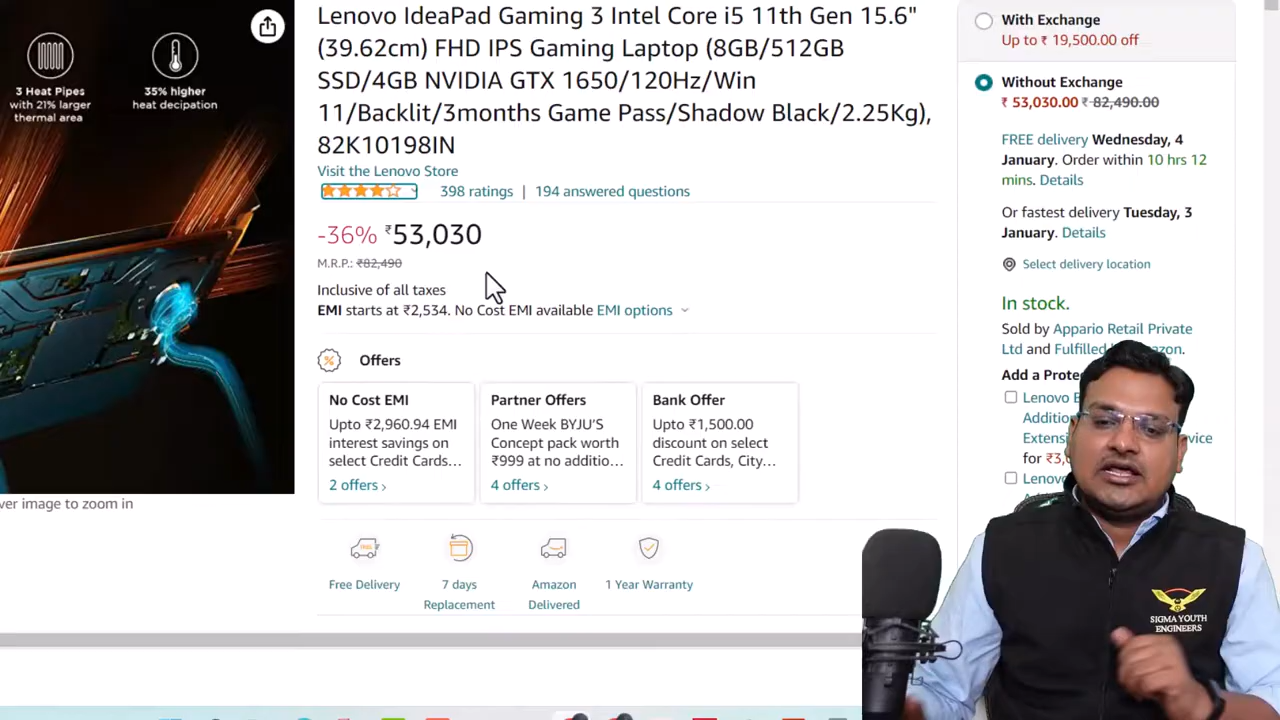 3 Heat Pipes
with 21% larger
thermal area
35% higher
heat decipation
ver image to zoom in
Lenovo IdeaPad Gaming 3 Intel Core i5 11th Gen 15.6"
(39.62cm) FHD IPS Gaming Laptop (8GB/512GB
SSD/4GB NVIDIA GTX 1650/120Hz/Win
11/Backlit/3months Game Pass/Shadow Black/2.25Kg),
82K10198IN
Visit the Lenovo Store
398 ratings | 194 answered questions
-36% ₹53,030
M.R.P.: ₹82,490
Inclusive of all taxes
EMI starts at ₹2,534. No Cost EMI available EMI options
Offers
No Cost EMI
Upto ₹2,960.94 EMI
interest savings on
select Credit Cards...
2 offers ›
Partner Offers
One Week BYJU'S
Concept pack worth
₹999 at no additio...
4 offers ›
Bank Offer
Upto ₹1,500.00
discount on select
Credit Cards, City...
4 offers ›
Free Delivery
7 days
Replacement
Amazon
Delivered
1 Year Warranty
With Exchange
Up to ₹ 19,500.00 off
Without Exchange
₹ 53,030.00 ₹ 82,490.00
FREE delivery Wednesday, 4
January. Order within 10 hrs 12
mins. Details
Or fastest delivery Tuesday, 3
January. Details
Select delivery location
In stock.
Sold by Appario Retail Private
Ltd and Fulfilled
Add a
Lenovo
for
SIGMA YOUTH
ENGINEERS